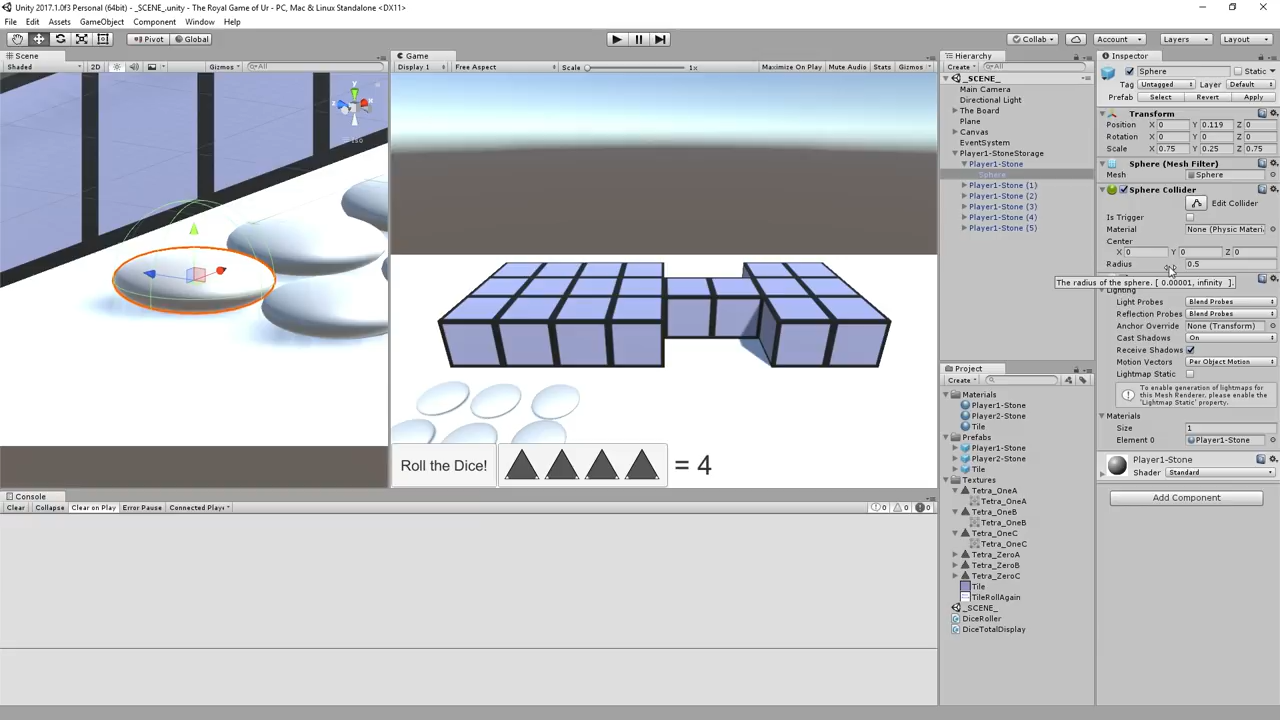 Unity 2017.1.0f3 Personal (64bit) - _SCENE_.unity - The Royal Game of Ur - PC, Mac & Linux Standalone <DX11>
File Edit Assets GameObject Component Window Help
Pivot Global Collab Account Layers Layout
Scene
Shaded 2D Gizmos All
y x z
Iso
Game
Display 1 Free Aspect Scale 1x Maximize On Play Mute Audio Stats Gizmos
Roll the Dice! = 4
Console
Clear Collapse Clear on Play Error Pause Connected Playe 0 0 0
Hierarchy
Create All
_SCENE_
Main Camera
Directional Light
The Board
Plane
Canvas
EventSystem
Player1-StoneStorage
Player1-Stone
Sphere
Player1-Stone (1)
Player1-Stone (2)
Player1-Stone (3)
Player1-Stone (4)
Player1-Stone (5)
Project
Create
Materials
Player1-Stone
Player2-Stone
Tile
Prefabs
Player1-Stone
Player2-Stone
Tile
Textures
Tetra_OneA
Tetra_OneA
Tetra_OneB
Tetra_OneB
Tetra_OneC
Tetra_OneC
Tetra_ZeroA
Tetra_ZeroB
Tetra_ZeroC
Tile
TileRollAgain
_SCENE_
DiceRoller
DiceTotalDisplay
Inspector
Sphere Static
Tag Untagged Layer Default
Prefab Select Revert Apply
Transform
Position X 0 Y 0.119 Z 0
Rotation X 0 Y 0 Z 0
Scale X 0.75 Y 0.25 Z 0.75
Sphere (Mesh Filter)
Mesh Sphere
Sphere Collider
Edit Collider
Is Trigger
Material None (Physic Materi
Center
X 0 Y 0 Z 0
Radius 0.5
The radius of the sphere. [ 0.00001, infinity ].
Lighting
Light Probes Blend Probes
Reflection Probes Blend Probes
Anchor Override None (Transform)
Cast Shadows On
Receive Shadows
Motion Vectors Per Object Motion
Lightmap Static
To enable generation of lightmaps for
this Mesh Renderer, please enable the
'Lightmap Static' property.
Materials
Size 1
Element 0 Player1-Stone
Player1-Stone
Shader Standard
Add Component